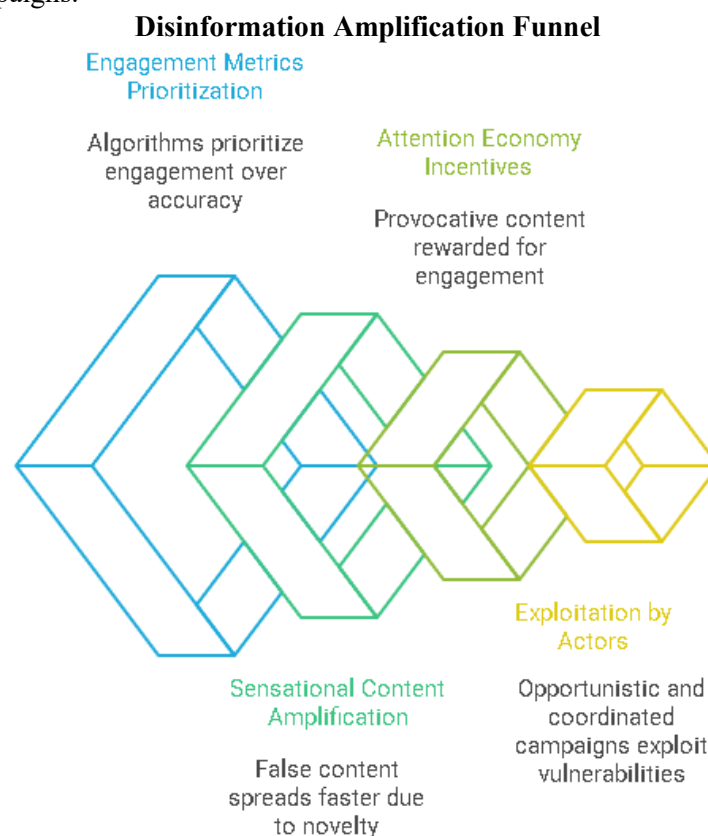 Disinformation Amplification Funnel
Engagement Metrics
Prioritization
Algorithms prioritize
engagement over
accuracy
Attention Economy
Incentives
Provocative content
rewarded for
engagement
Sensational Content
Amplification
False content
spreads faster due
to novelty
Exploitation by
Actors
Opportunistic and
coordinated
campaigns exploit
vulnerabilities